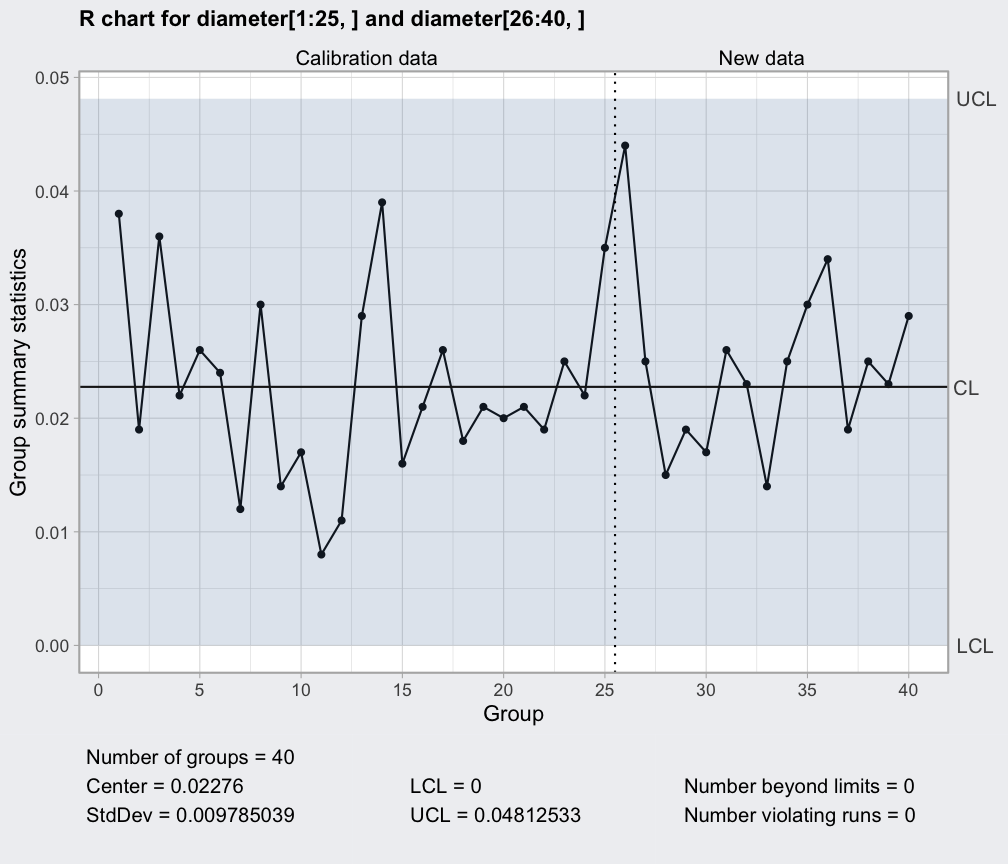 R chart for diameter[1:25, ] and diameter[26:40, ]
Calibration data New data
0.05
UCL
0.04
0.03
CL
0.02
0.01
0.00
LCL
Group summary statistics
0 5 10 15 20 25 30 35 40
Group
Number of groups = 40
Center = 0.02276 LCL = 0 Number beyond limits = 0
StdDev = 0.009785039 UCL = 0.04812533 Number violating runs = 0